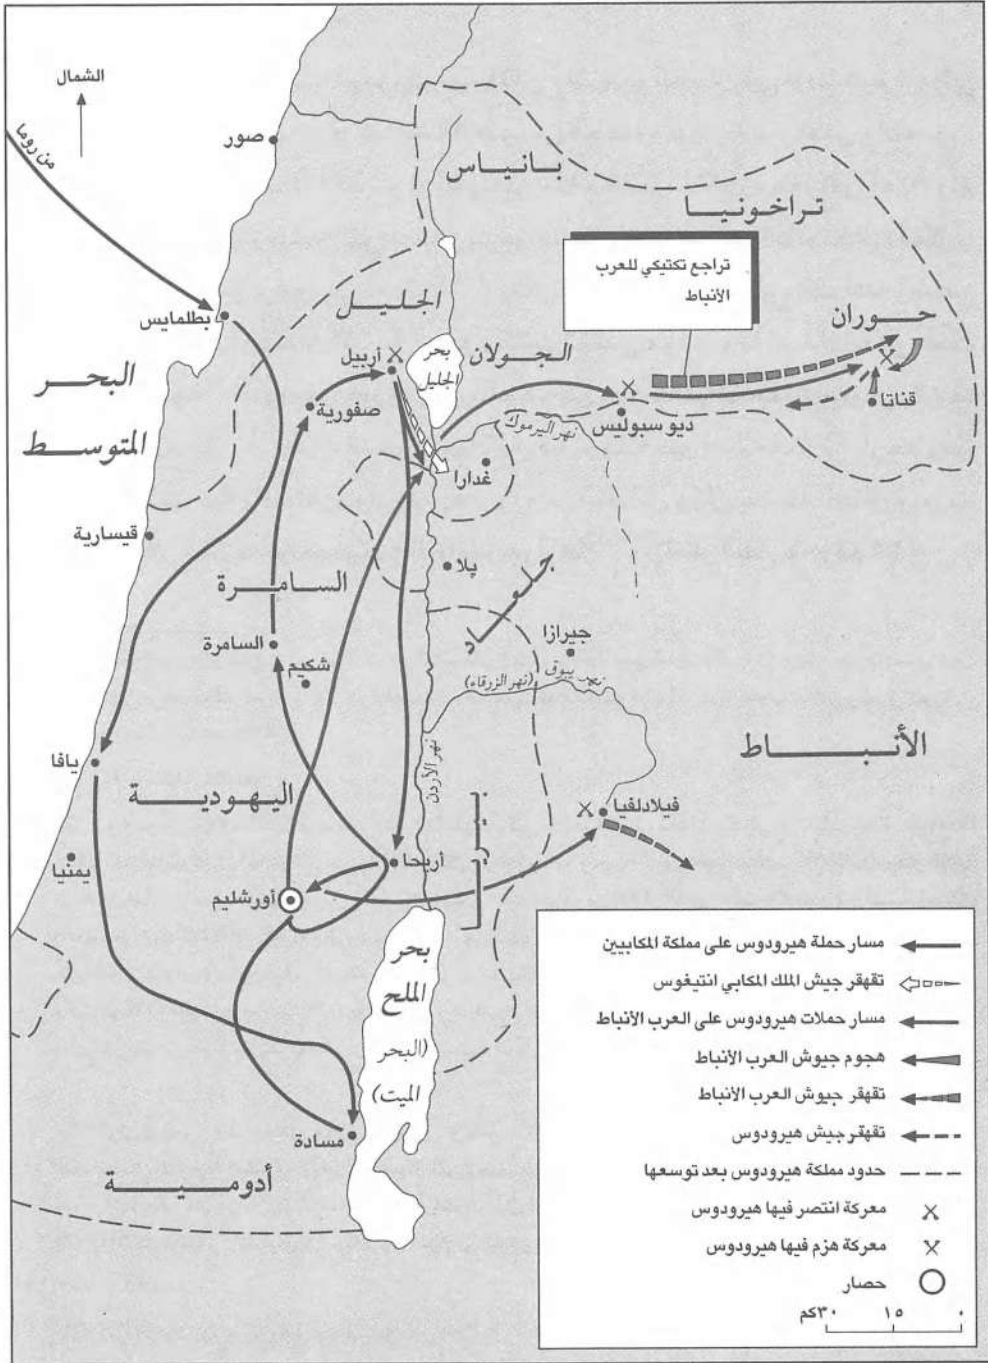 الشمال
من روما
صور
بانياس
تراخونيا
تراجع تكتيكي للعرب
الأنباط
حوران
الجليل
بطلمايس
أربيل
بحر
الجليل
الجولان
البحر
المتوسط
صفورية
قناتا
ديو سبوليس
نهر اليرموك
غدارا
قيسارية
السامرة
پلا
جلعاد
السامرة
شكيم
جيرازا
نهر يبوق
(نهر الزرقاء)
الأنباط
يافا
نهر الأردن
اليهودية
فيلادلفيا
بيريا
يمنيا
أريحا
أورشليم
بحر
الملح
(البحر
الميت)
مسادة
أدومية
مسار حملة هيرودوس على مملكة المكابيين
تقهقر جيش الملك المكابي انتيغوس
مسار حملات هيرودوس على العرب الأنباط
هجوم جيوش العرب الأنباط
تقهقر جيوش العرب الأنباط
تقهقر جيش هيرودوس
حدود مملكة هيرودوس بعد توسعها
معركة انتصر فيها هيرودوس
معركة هزم فيها هيرودوس
حصار
٣٠كم ١٥ ٠